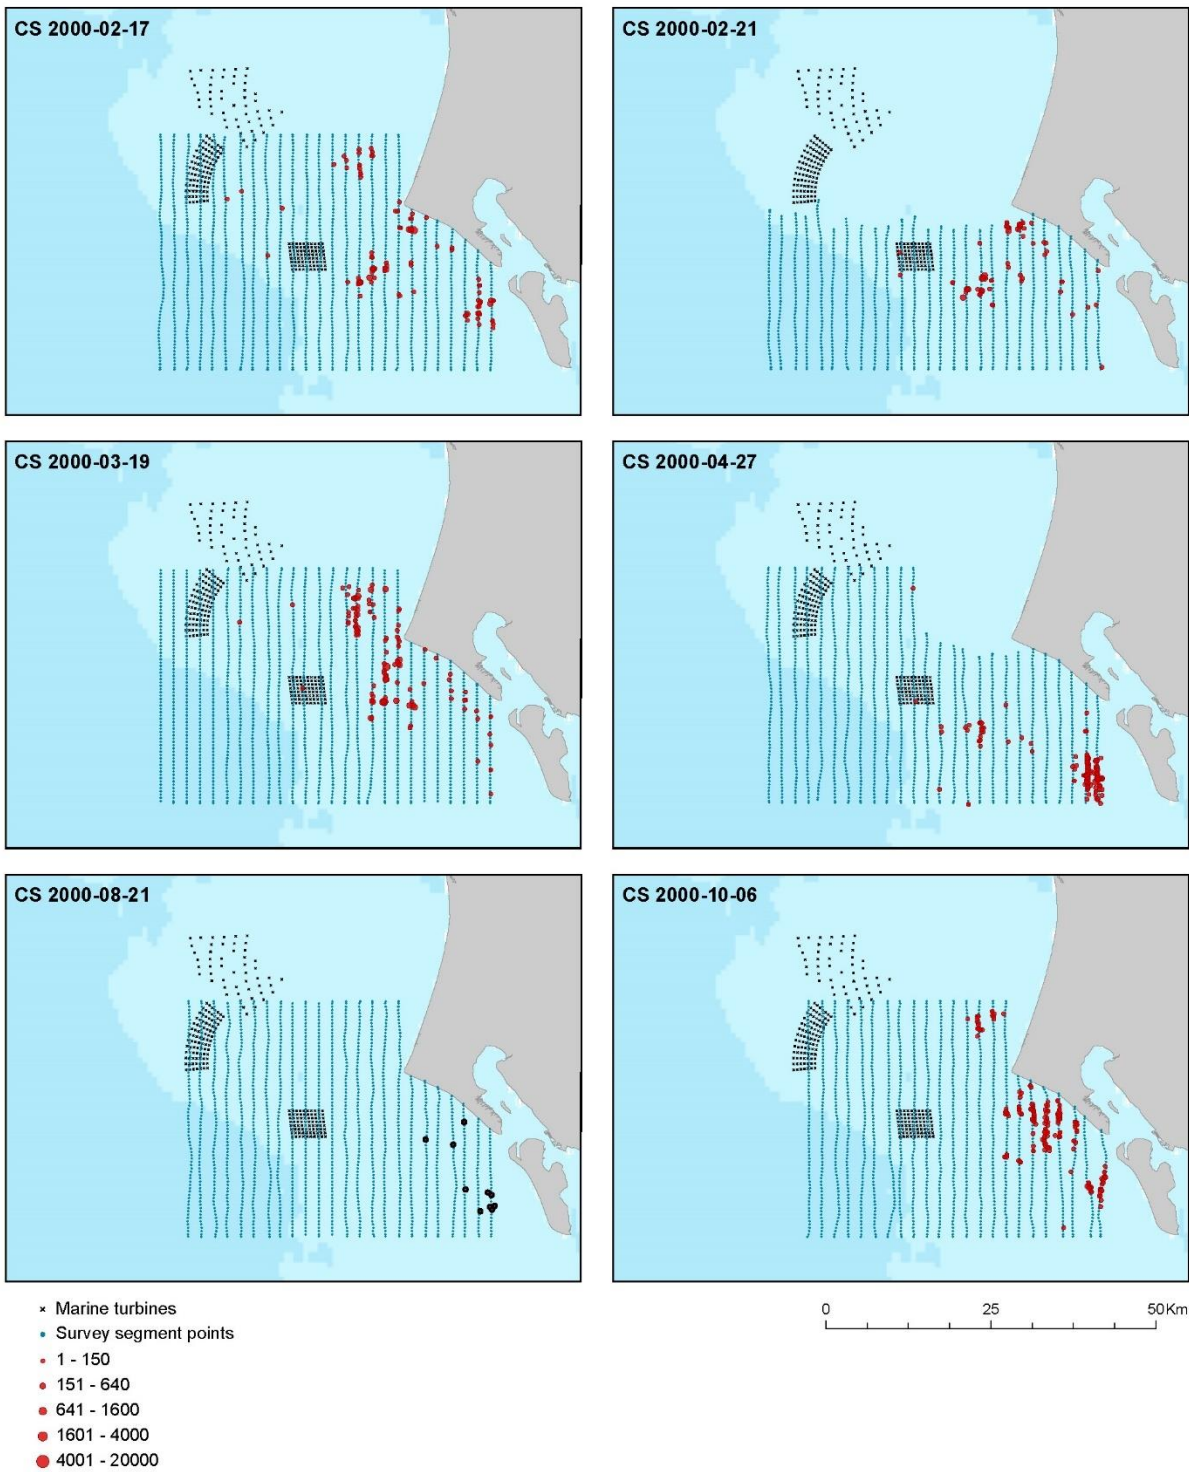 CS 2000-02-17
CS 2000-02-21
CS 2000-03-19
CS 2000-04-27
CS 2000-08-21
CS 2000-10-06
Marine turbines
Survey segment points
1 - 150
151 - 640
641 - 1600
1601 - 4000
4001 - 20000
0 25 50 Km